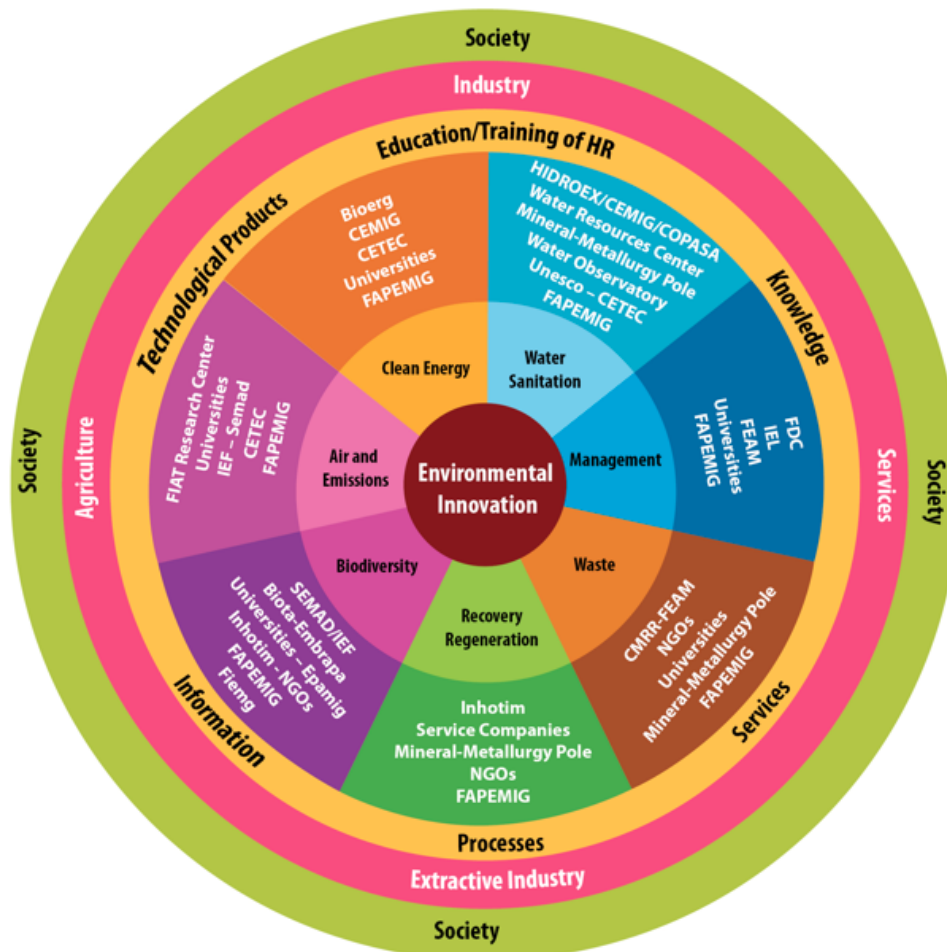 Society
Industry
Education/Training of HR
Technological Products
Knowledge
Bioerg
CEMIG
CETEC
Universities
FAPEMIG
HIDROEX/CEMIG/COPASA
Water Resources Center
Mineral-Metallurgy Pole
Water Observatory
Unesco – CETEC
FAPEMIG
Clean Energy
Water
Sanitation
FIAT Research Center
Universities
IEF – Semad
CETEC
FAPEMIG
Air and
Emissions
Environmental
Innovation
Management
FDC
IEL
FEAM
Universities
FAPEMIG
Society
Agriculture
Services
Society
Biodiversity
Waste
Recovery
Regeneration
SEMAD/IEF
Biota-Embrapa
Universities – Epamig
Inhotim - NGOs
FAPEMIG
Fiemg
CMRR-FEAM
NGOs
Universities
Mineral-Metallurgy Pole
FAPEMIG
Inhotim
Service Companies
Mineral-Metallurgy Pole
NGOs
FAPEMIG
Information
Services
Processes
Extractive Industry
Society